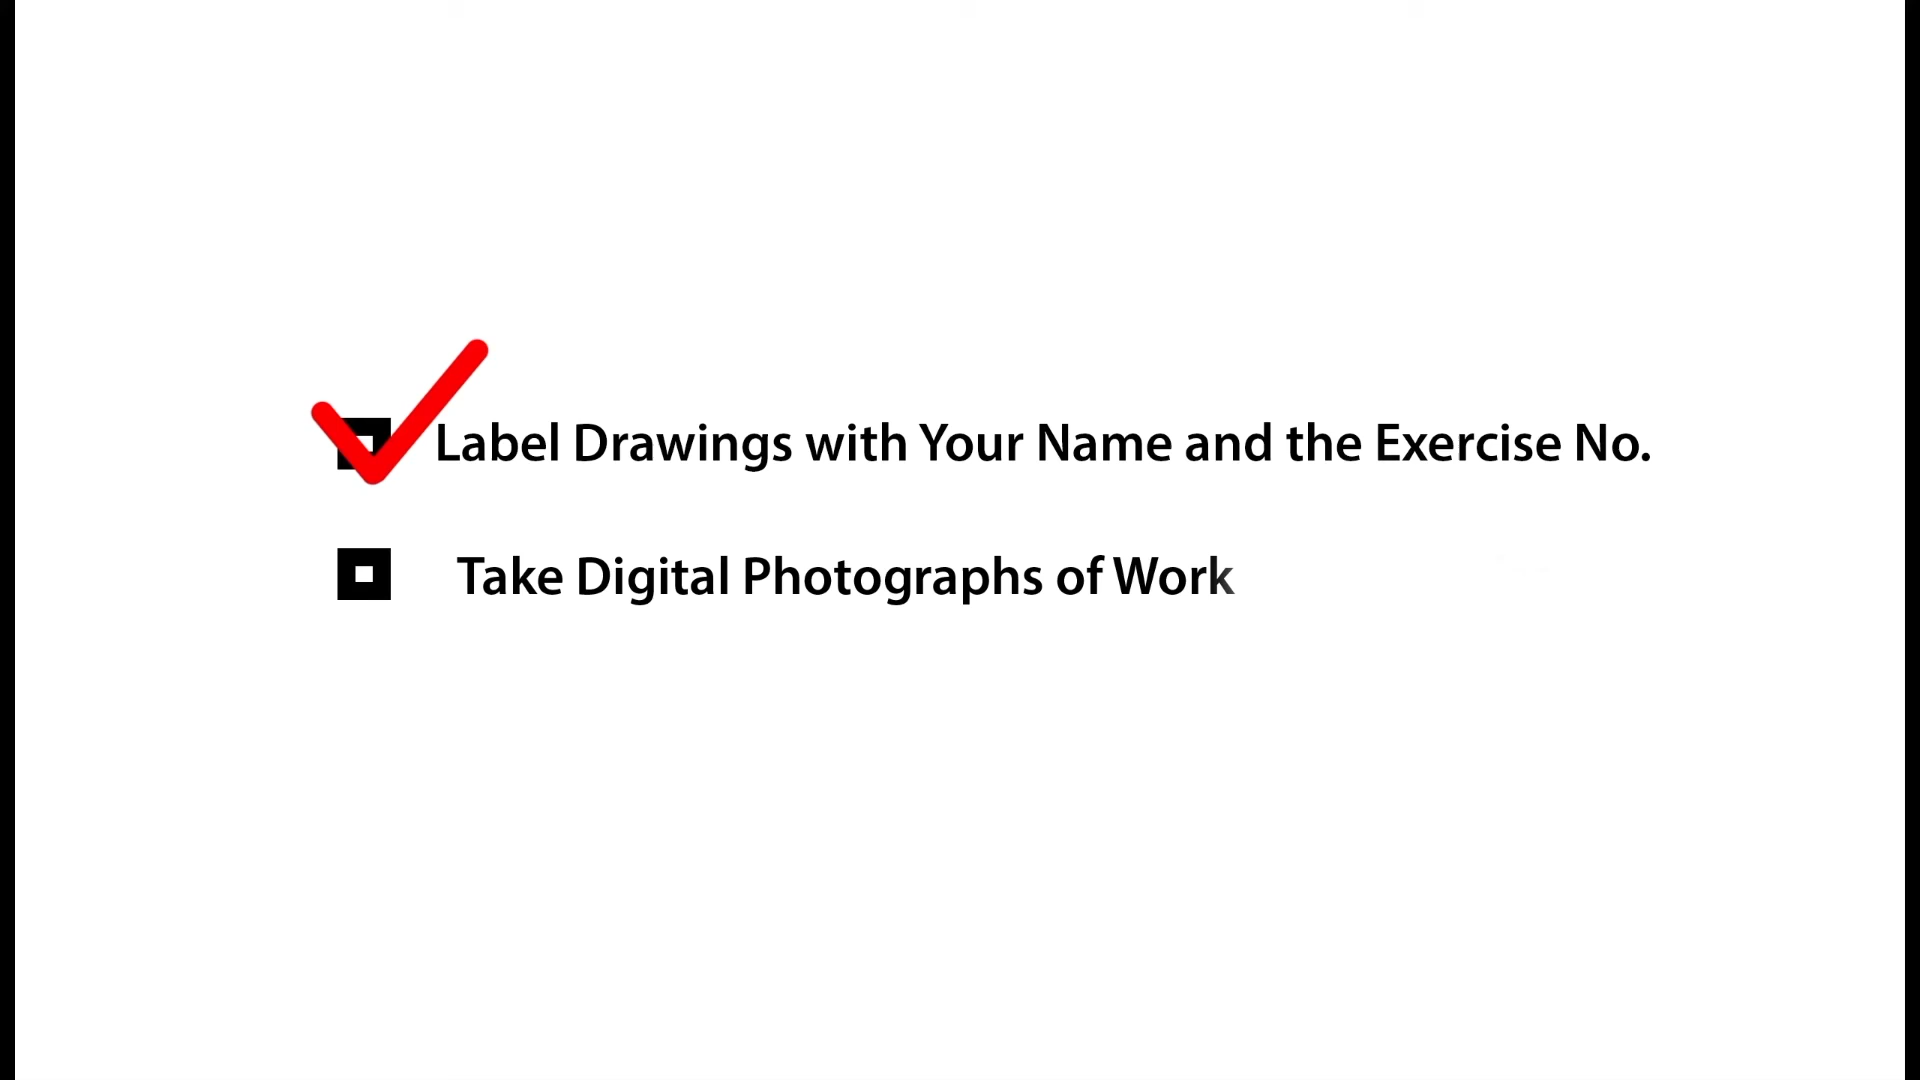 Label Drawings with Your Name and the Exercise No.
Take Digital Photographs of Work